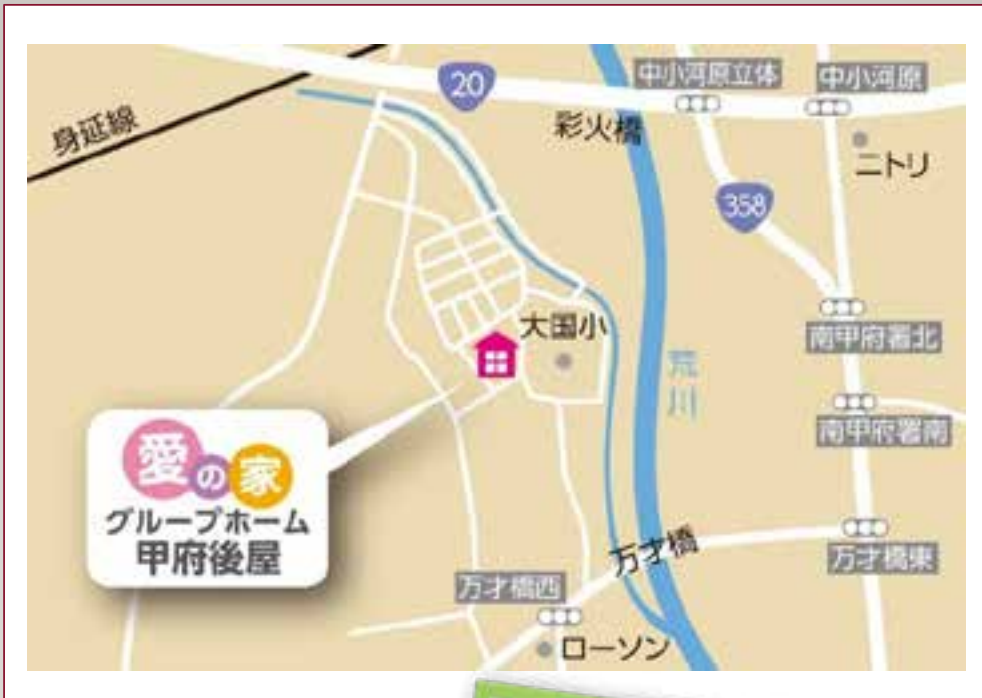 20
中小河原立体
中小河原
身延線
彩火橋
ニトリ
358
大国小
南甲府署北
荒川
南甲府署南
愛の家
グループホーム
甲府後屋
万才橋
万才橋東
万才橋西
ローソン